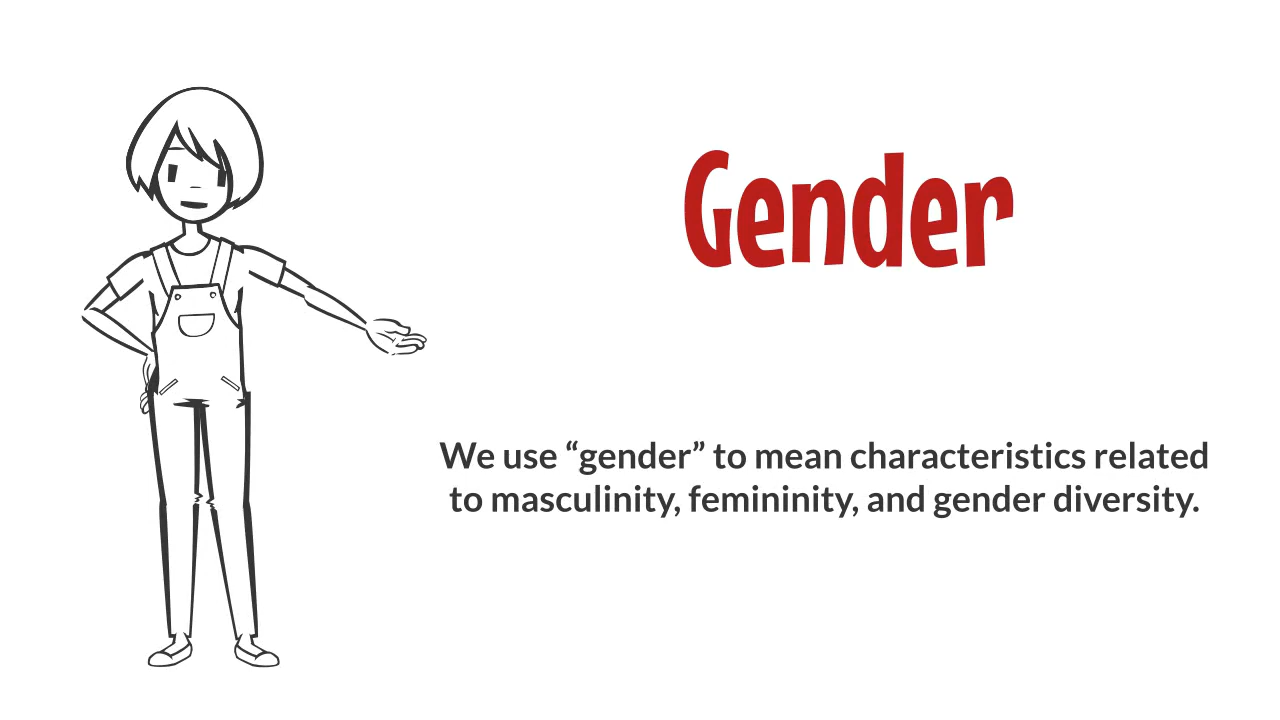 Gender
We use “gender” to mean characteristics related
to masculinity, femininity, and gender diversity.